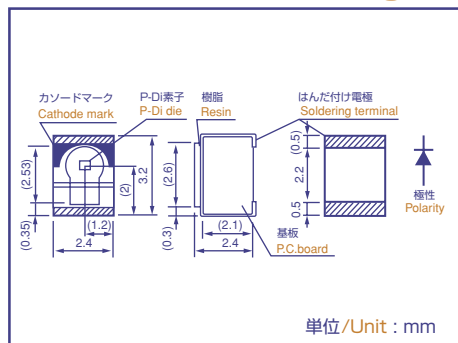 カソードマーク
Cathode mark
P-Di素子
P-Di die
樹脂
Resin
はんだ付け電極
Soldering terminal
(2.53)
(0.35)
(2)
3.2
(1.2)
2.4
(2.6)
(0.3)
(2.1)
2.4
基板
P.C.board
(0.5)
2.2
0.5
極性
Polarity
単位/Unit : mm